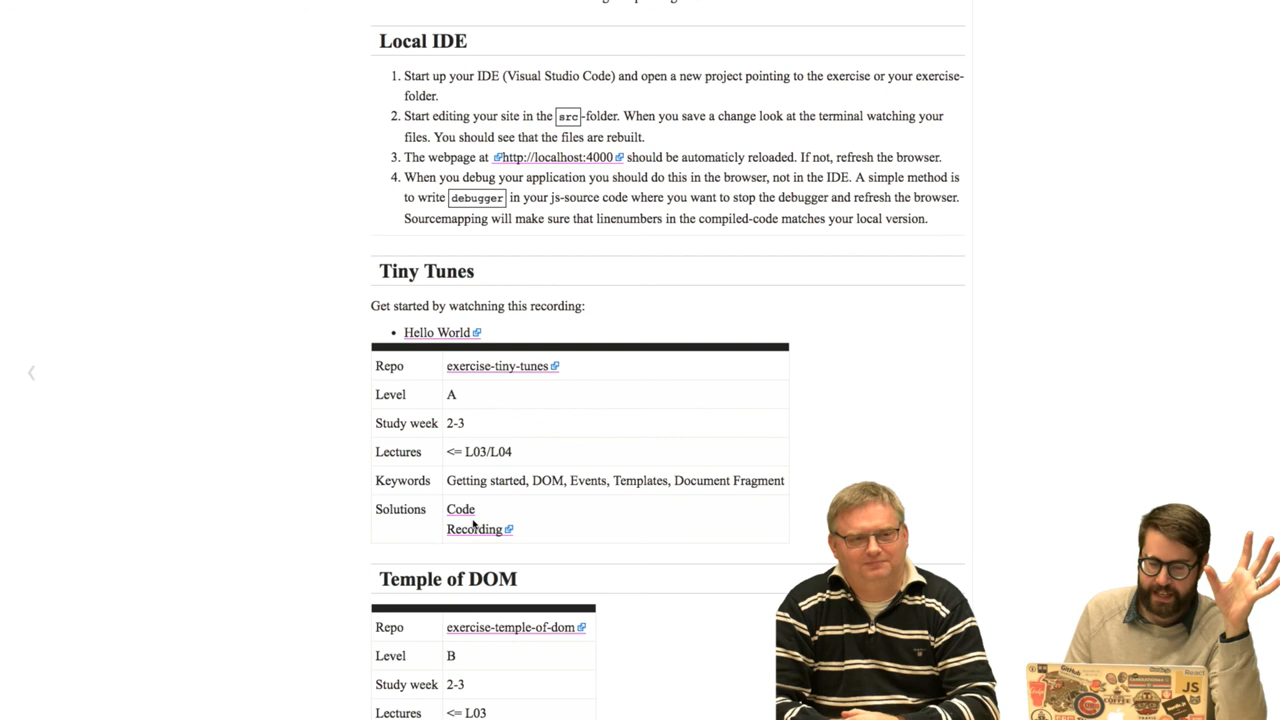 Local IDE
1. Start up your IDE (Visual Studio Code) and open a new project pointing to the exercise or your exercise-
folder.
2. Start editing your site in the src-folder. When you save a change look at the terminal watching your
files. You should see that the files are rebuilt.
3. The webpage at http://localhost:4000 should be automaticly reloaded. If not, refresh the browser.
4. When you debug your application you should do this in the browser, not in the IDE. A simple method is
to write debugger in your js-source code where you want to stop the debugger and refresh the browser.
Sourcemapping will make sure that linenumbers in the compiled-code matches your local version.
Tiny Tunes
Get started by watchning this recording:
• Hello World
Repo exercise-tiny-tunes
Level A
Study week 2-3
Lectures <= L03/L04
Keywords Getting started, DOM, Events, Templates, Document Fragment
Solutions Code
Recording
Temple of DOM
Repo exercise-temple-of-dom
Level B
Study week 2-3
Lectures <= L03
GitHub
React
JS